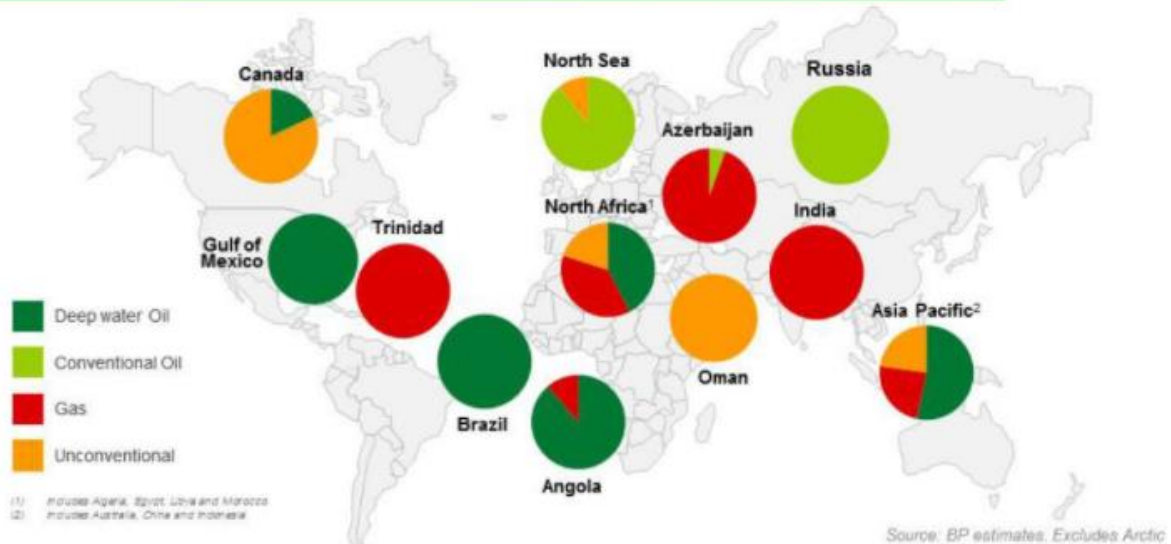 Canada
North Sea
Russia
Azerbaijan
North Africa¹
India
Gulf of
Mexico
Trinidad
Asia Pacific²
Deep water Oil
Conventional Oil
Gas
Unconventional
Oman
Brazil
Angola
(1) Includes Algeria, Egypt, Libya and Morocco
(2) Includes Australia, China and Indonesia
Source: BP estimates. Excludes Arctic